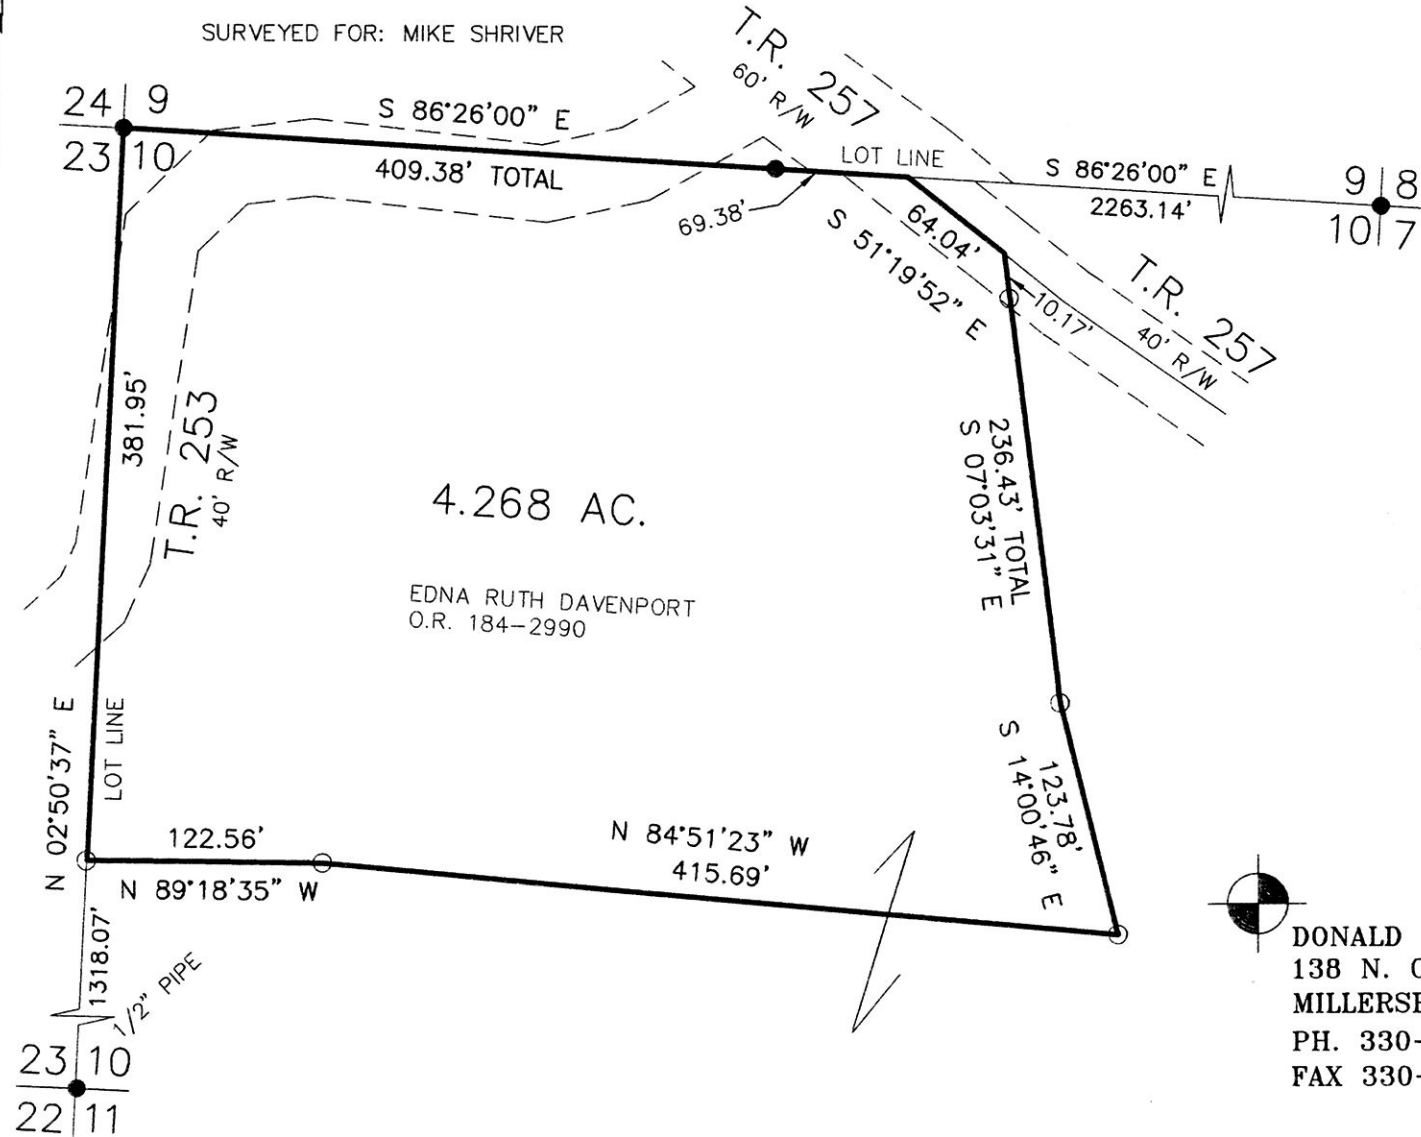 SURVEYED FOR: MIKE SHRIVER
T.R. 257
60' R/W
24 9
23 10
S 86°26'00" E
409.38' TOTAL
LOT LINE
S 86°26'00" E
2263.14'
9 8
10 7
69.38'
64.04'
S 51°19'52" E
10.17'
T.R. 257
40' R/W
381.95'
T.R. 253
40' R/W
236.43' TOTAL
S 07°03'31" E
4.268 AC.
EDNA RUTH DAVENPORT
O.R. 184-2990
N 02°50'37" E
LOT LINE
123.78'
S 14°00'46" E
122.56'
N 89°18'35" W
N 84°51'23" W
415.69'
1318.07'
1/2" PIPE
23 10
22 11
DONALD
138 N.
MILLERSB
PH. 330-
FAX 330-